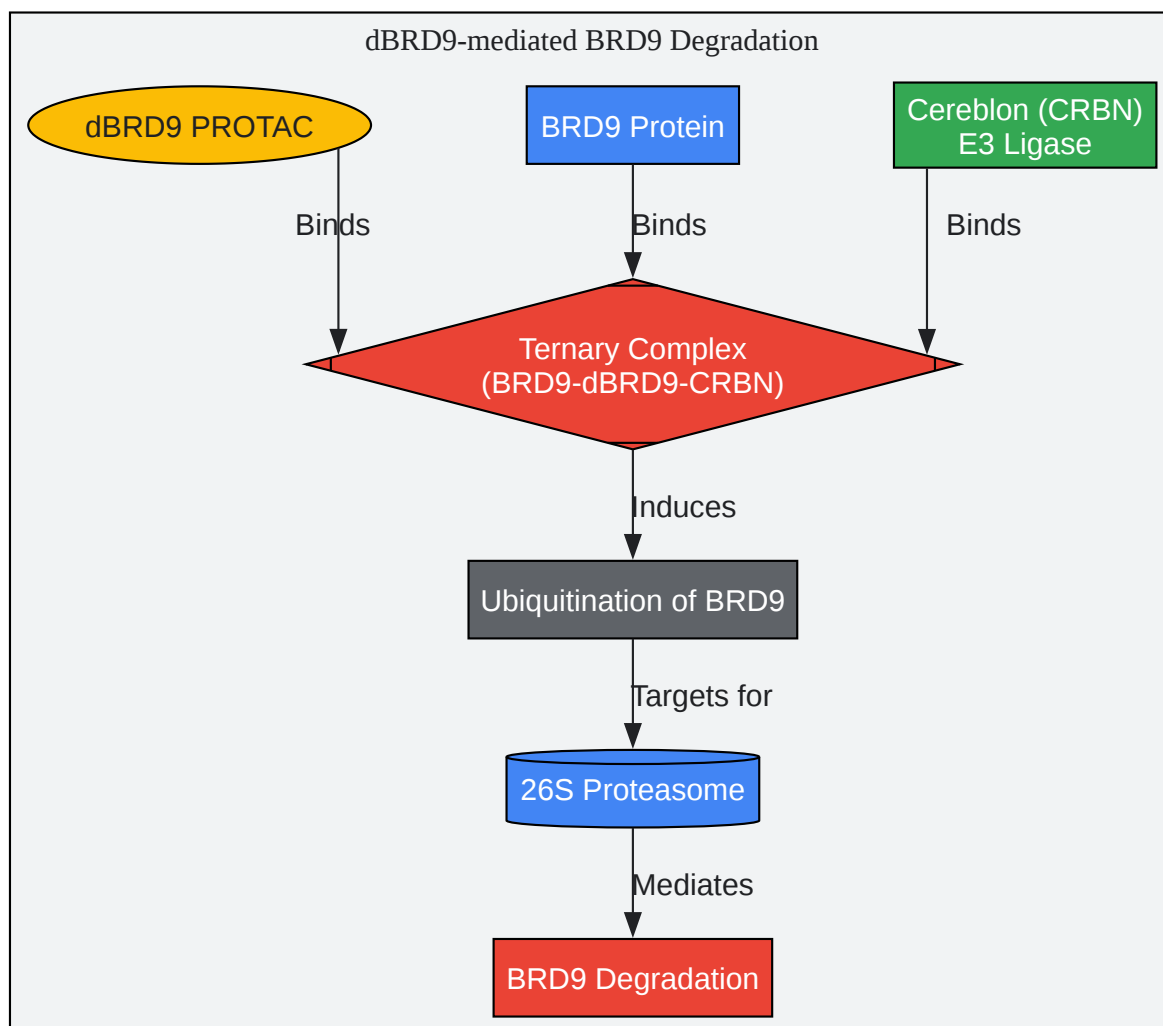 dBRD9-mediated BRD9 Degradation
dBRD9 PROTAC
BRD9 Protein
Cereblon (CRBN)
E3 Ligase
Binds
Binds
Binds
Ternary Complex
(BRD9-dBRD9-CRBN)
Induces
Ubiquitination of BRD9
Targets for
26S Proteasome
Mediates
BRD9 Degradation